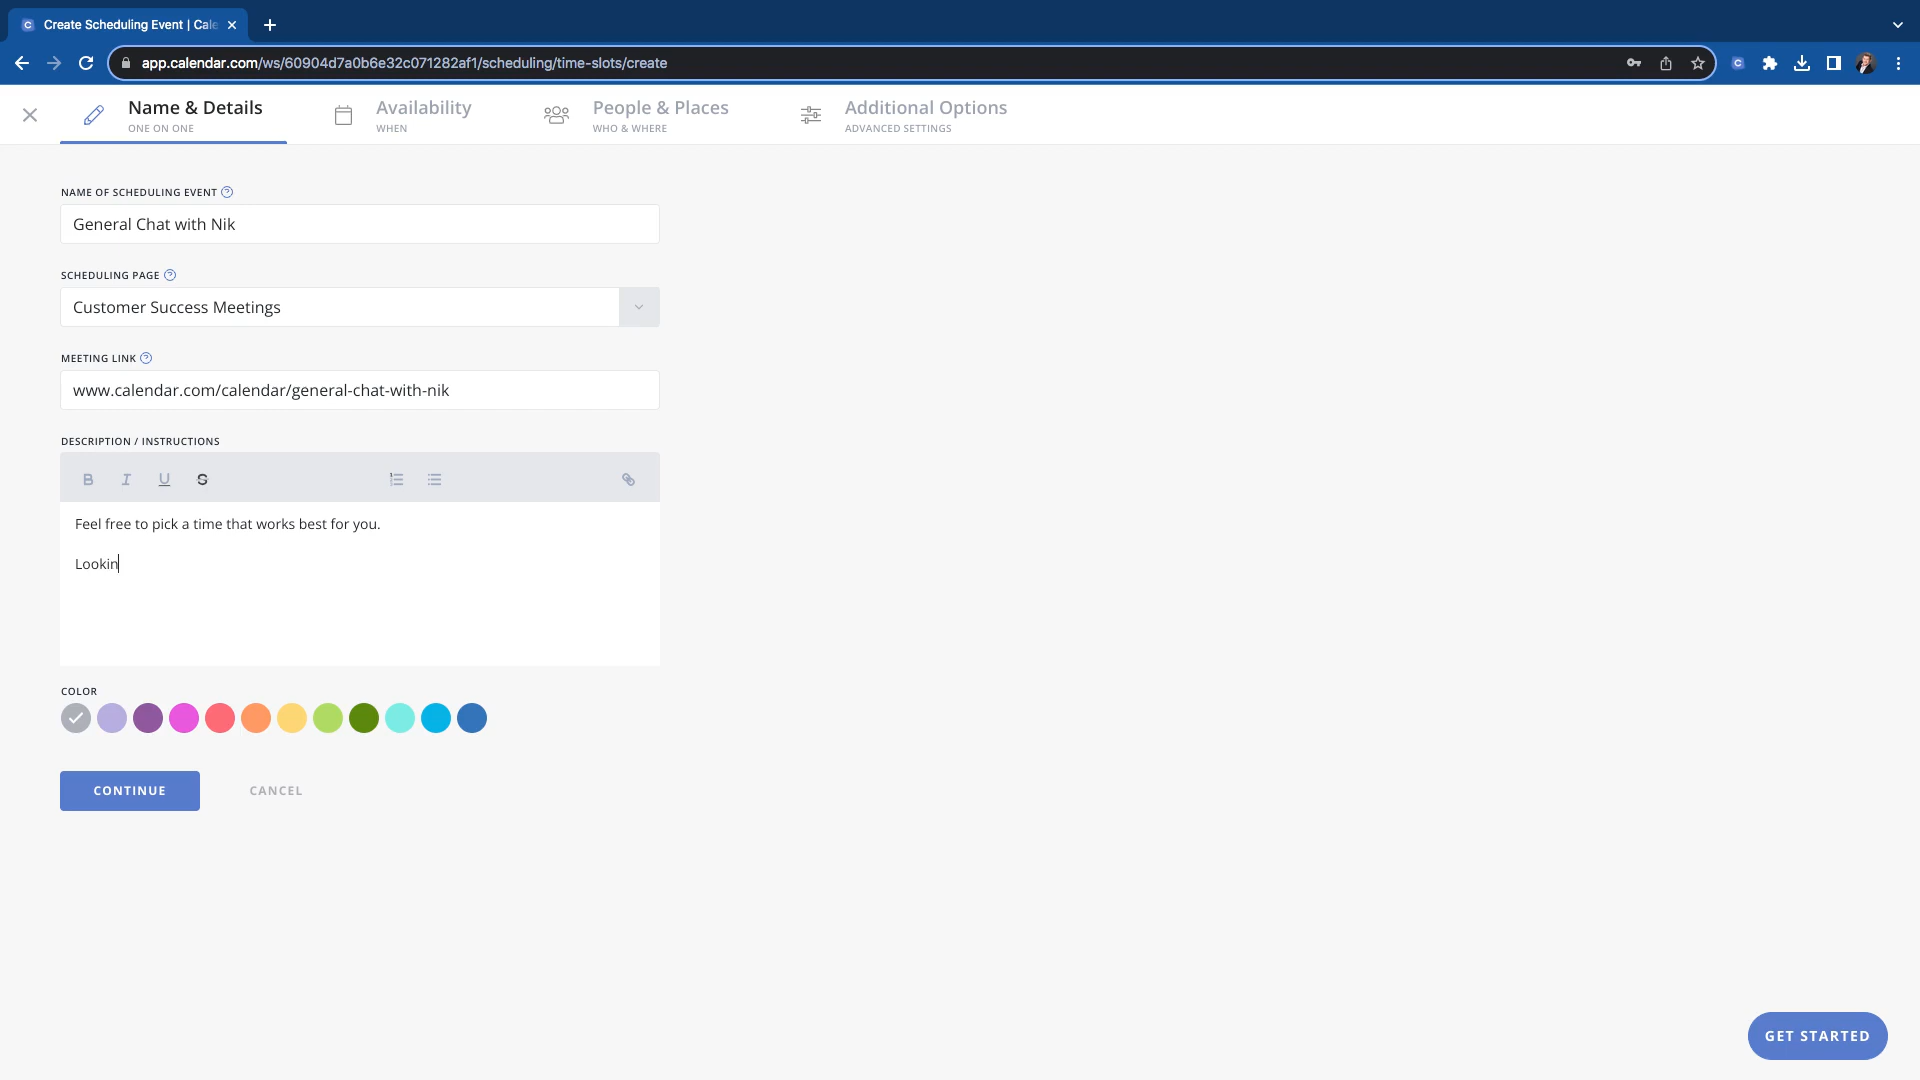 Create Scheduling Event | Cale
app.calendar.com/ws/60904d7a0b6e32c071282af1/scheduling/time-slots/create
Name & Details
ONE ON ONE
Availability
WHEN
People & Places
WHO & WHERE
Additional Options
ADVANCED SETTINGS
NAME OF SCHEDULING EVENT
General Chat with Nik
SCHEDULING PAGE
Customer Success Meetings
MEETING LINK
www.calendar.com/calendar/general-chat-with-nik
DESCRIPTION / INSTRUCTIONS
B I U S
Feel free to pick a time that works best for you.
Lookin
COLOR
CONTINUE CANCEL
GET STARTED